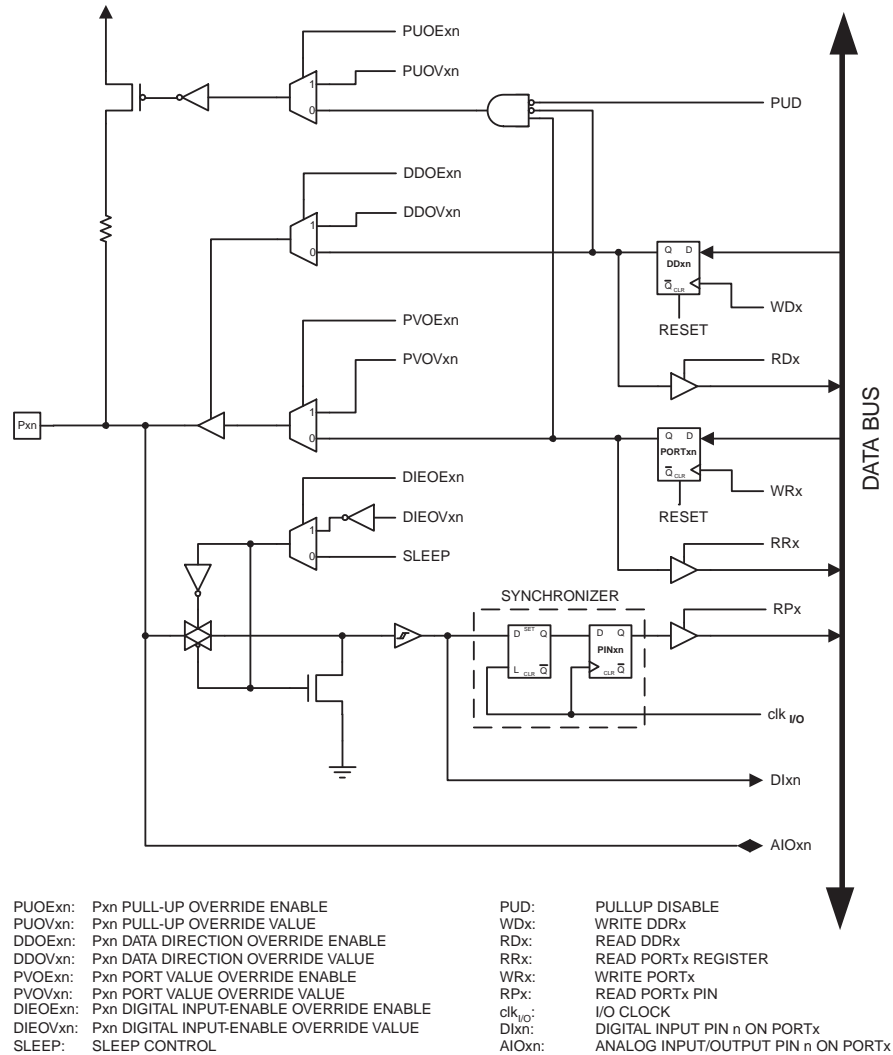 PUOExn
PUOVxn
1
0
PUD
DDOExn
DDOVxn
1
0
Q D
DDxn
Q CLR
WDx
RESET
PVOExn
RDx
PVOVxn
Pxn
1
0
Q D
PORTxn
Q CLR
DIEOExn
WRx
RESET
DIEOVxn
1
0
SLEEP
RRx
SYNCHRONIZER
RPx
D SET Q
L CLR Q
D Q
PINxn
CLR Q
clk I/O
DIxn
AIOxn
DATA BUS
PUOExn: Pxn PULL-UP OVERRIDE ENABLE
PUOVxn: Pxn PULL-UP OVERRIDE VALUE
DDOExn: Pxn DATA DIRECTION OVERRIDE ENABLE
DDOVxn: Pxn DATA DIRECTION OVERRIDE VALUE
PVOExn: Pxn PORT VALUE OVERRIDE ENABLE
PVOVxn: Pxn PORT VALUE OVERRIDE VALUE
DIEOExn: Pxn DIGITAL INPUT-ENABLE OVERRIDE ENABLE
DIEOVxn: Pxn DIGITAL INPUT-ENABLE OVERRIDE VALUE
SLEEP: SLEEP CONTROL
PUD: PULLUP DISABLE
WDx: WRITE DDRx
RDx: READ DDRx
RRx: READ PORTx REGISTER
WRx: WRITE PORTx
RPx: READ PORTx PIN
clkI/O: I/O CLOCK
DIxn: DIGITAL INPUT PIN n ON PORTx
AIOxn: ANALOG INPUT/OUTPUT PIN n ON PORTx